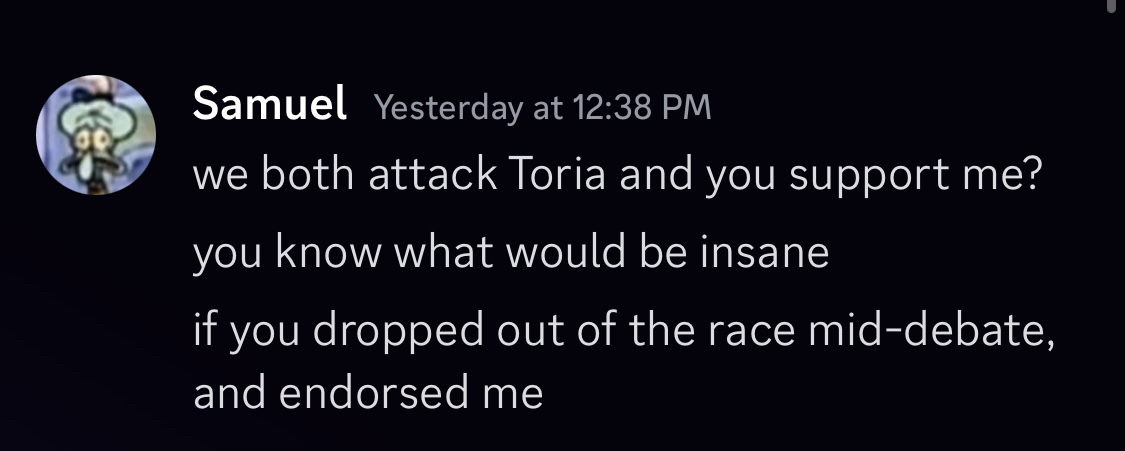 Samuel Yesterday at 12:38 PM
we both attack Toria and you support me?
you know what would be insane
if you dropped out of the race mid-debate,
and endorsed me